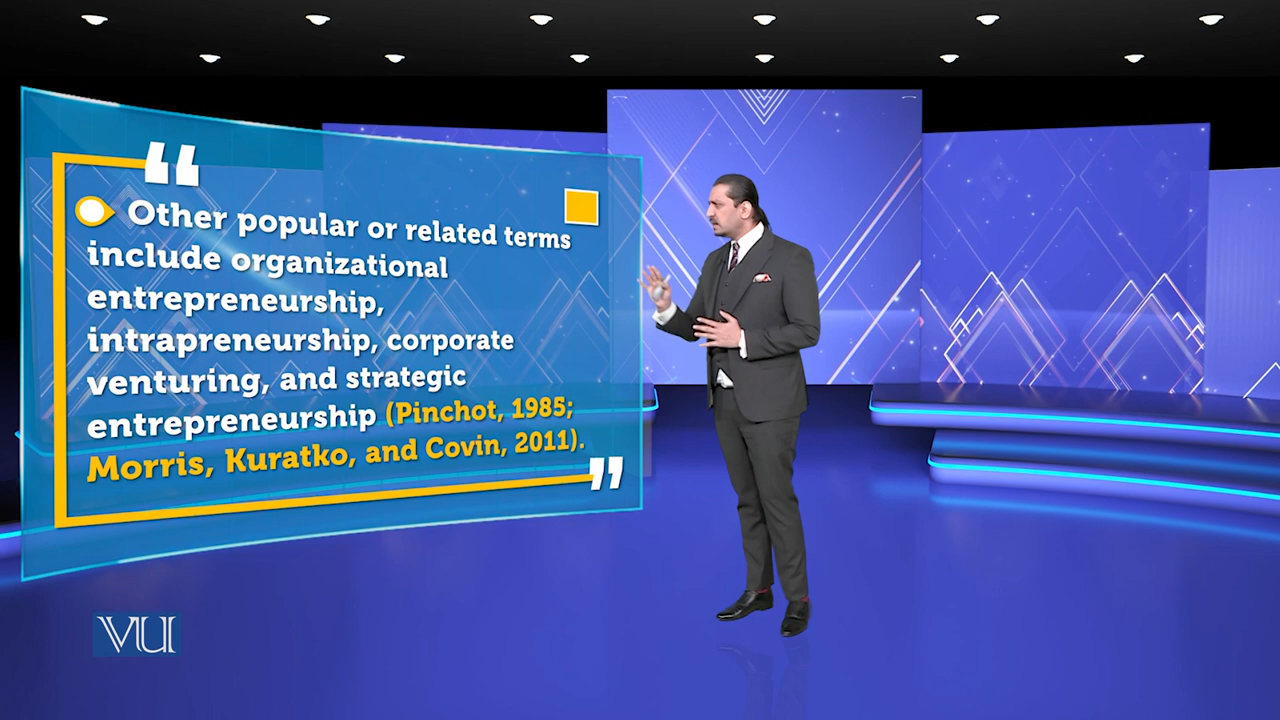 “
Other popular or related terms
include organizational
entrepreneurship,
intrapreneurship, corporate
venturing, and strategic
entrepreneurship (Pinchot, 1985;
Morris, Kuratko, and Covin, 2011).
”
VU